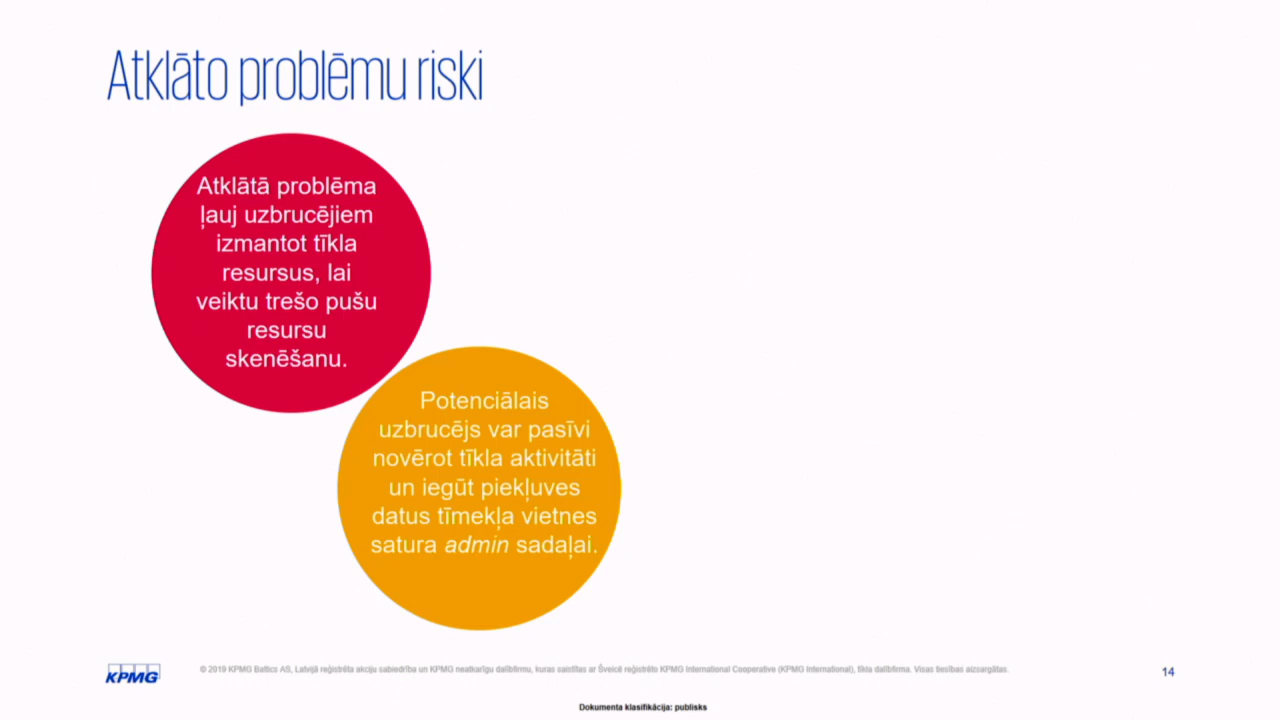 Atklāto problēmu riski
Atklātā problēma
ļauj uzbrucējiem
izmantot tīkla
resursus, lai
veiktu trešo pušu
resursu
skenēšanu.
Potenciālais
uzbrucējs var pasīvi
novērot tīkla aktivitāti
un iegūt piekļuves
datus tīmekļa vietnes
satura admin sadaļai.
KPMG
© 2019 KPMG Baltics AS, Latvijā reģistrēta akciju sabiedrība un KPMG neatkarīgu dalībfirmu, kuras saistītas ar Šveicē reģistrēto KPMG International Cooperative (KPMG International), tīkla dalībfirma. Visas tiesības aizsargātas.
14
Dokumenta klasifikācija: publisks